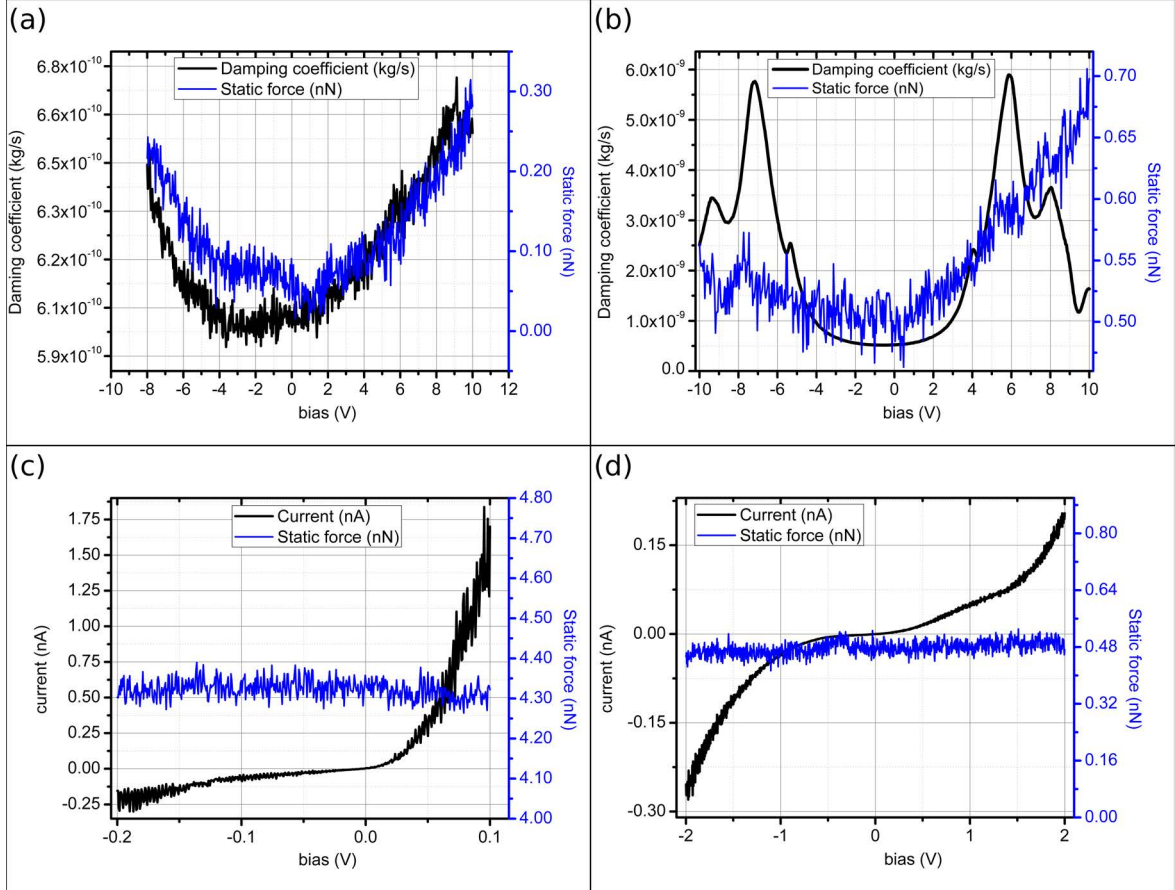 (a)
Damping coefficient (kg/s)
Static force (nN)
6.8x10⁻¹⁰
6.6x10⁻¹⁰
6.5x10⁻¹⁰
6.3x10⁻¹⁰
6.2x10⁻¹⁰
6.1x10⁻¹⁰
5.9x10⁻¹⁰
Daming coefficient (kg/s)
0.30
0.20
0.10
0.00
Static force (nN)
-10 -8 -6 -4 -2 0 2 4 6 8 10 12
bias (V)
(b)
Damping coefficient (kg/s)
Static force (nN)
6.0x10⁻⁹
5.0x10⁻⁹
4.0x10⁻⁹
3.0x10⁻⁹
2.0x10⁻⁹
1.0x10⁻⁹
0.0
Damping coefficient (kg/s)
0.70
0.65
0.60
0.55
0.50
Static force (nN)
-10 -8 -6 -4 -2 0 2 4 6 8 10
bias (V)
(c)
Current (nA)
Static force (nN)
1.75
1.50
1.25
1.00
0.75
0.50
0.25
0.00
-0.25
current (nA)
4.80
4.70
4.60
4.50
4.40
4.30
4.20
4.10
4.00
Static force (nN)
-0.2 -0.1 0.0 0.1
bias (V)
(d)
Current (nA)
Static force (nN)
0.15
0.00
-0.15
-0.30
current (nA)
0.80
0.64
0.48
0.32
0.16
0.00
Static force (nN)
-2 -1 0 1 2
bias (V)